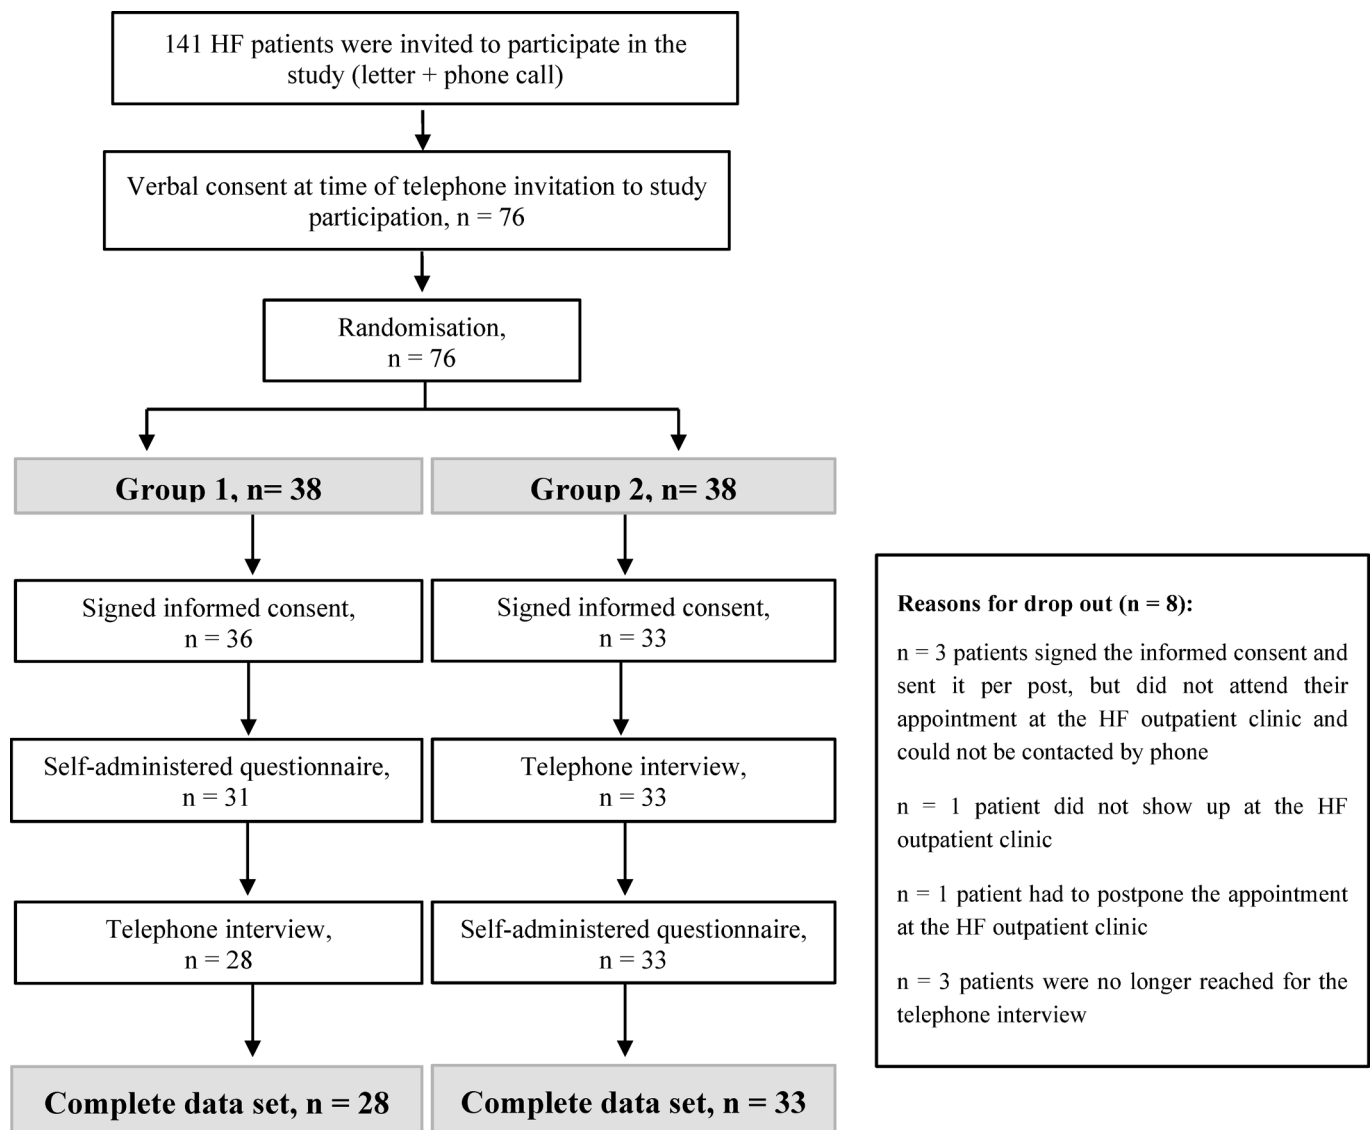 141 HF patients were invited to participate in the
study (letter + phone call)
Verbal consent at time of telephone invitation to study
participation, n = 76
Randomisation,
n = 76
Group 1, n= 38
Group 2, n= 38
Signed informed consent,
n = 36
Signed informed consent,
n = 33
Self-administered questionnaire,
n = 31
Telephone interview,
n = 33
Telephone interview,
n = 28
Self-administered questionnaire,
n = 33
Complete data set, n = 28
Complete data set, n = 33
Reasons for drop out (n = 8):
n = 3 patients signed the informed consent and
sent it per post, but did not attend their
appointment at the HF outpatient clinic and
could not be contacted by phone
n = 1 patient did not show up at the HF
outpatient clinic
n = 1 patient had to postpone the appointment
at the HF outpatient clinic
n = 3 patients were no longer reached for the
telephone interview